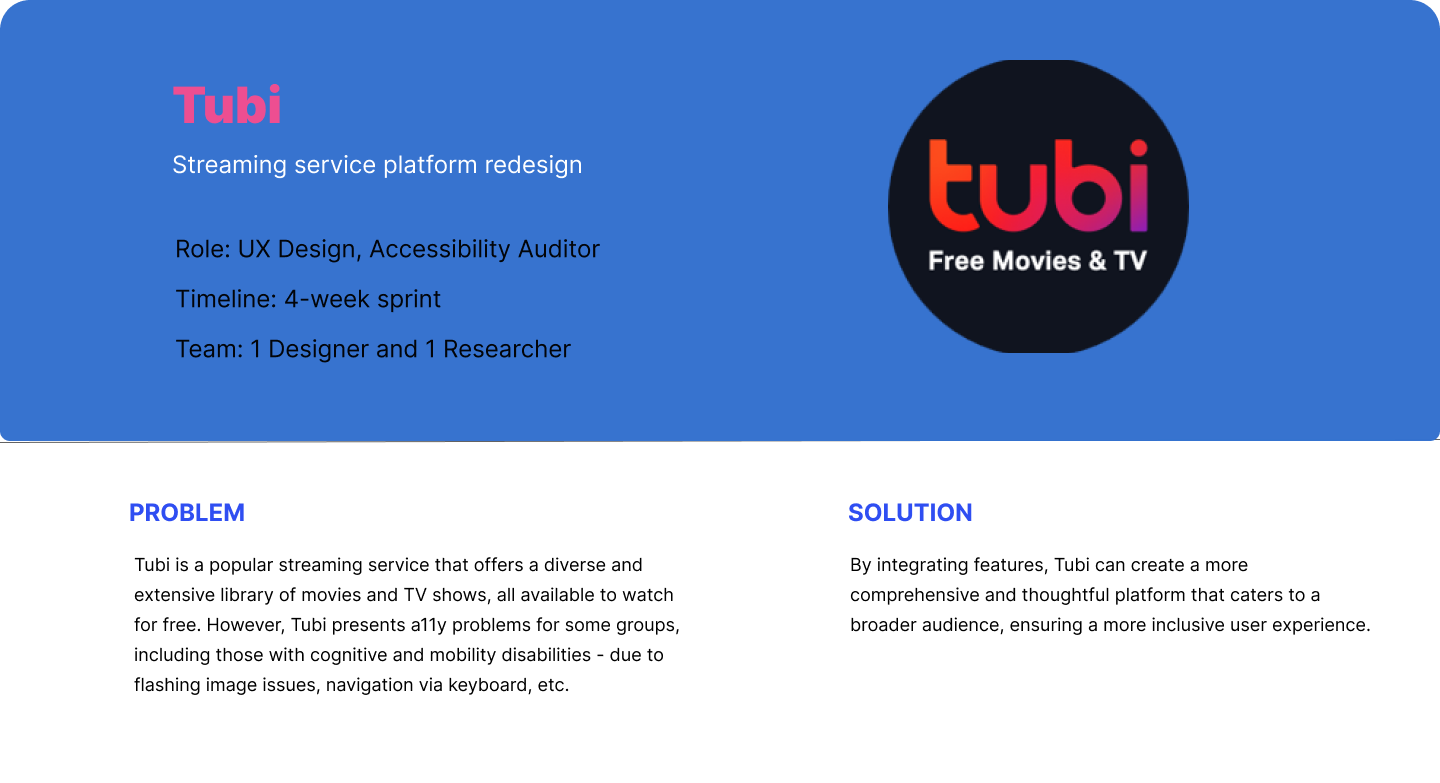 Tubi
Streaming service platform redesign
Role: UX Design, Accessibility Auditor
Timeline: 4-week sprint
Team: 1 Designer and 1 Researcher
tubi
Free Movies & TV
PROBLEM
Tubi is a popular streaming service that offers a diverse and
extensive library of movies and TV shows, all available to watch
for free. However, Tubi presents a11y problems for some groups,
including those with cognitive and mobility disabilities - due to
flashing image issues, navigation via keyboard, etc.
SOLUTION
By integrating features, Tubi can create a more
comprehensive and thoughtful platform that caters to a
broader audience, ensuring a more inclusive user experience.